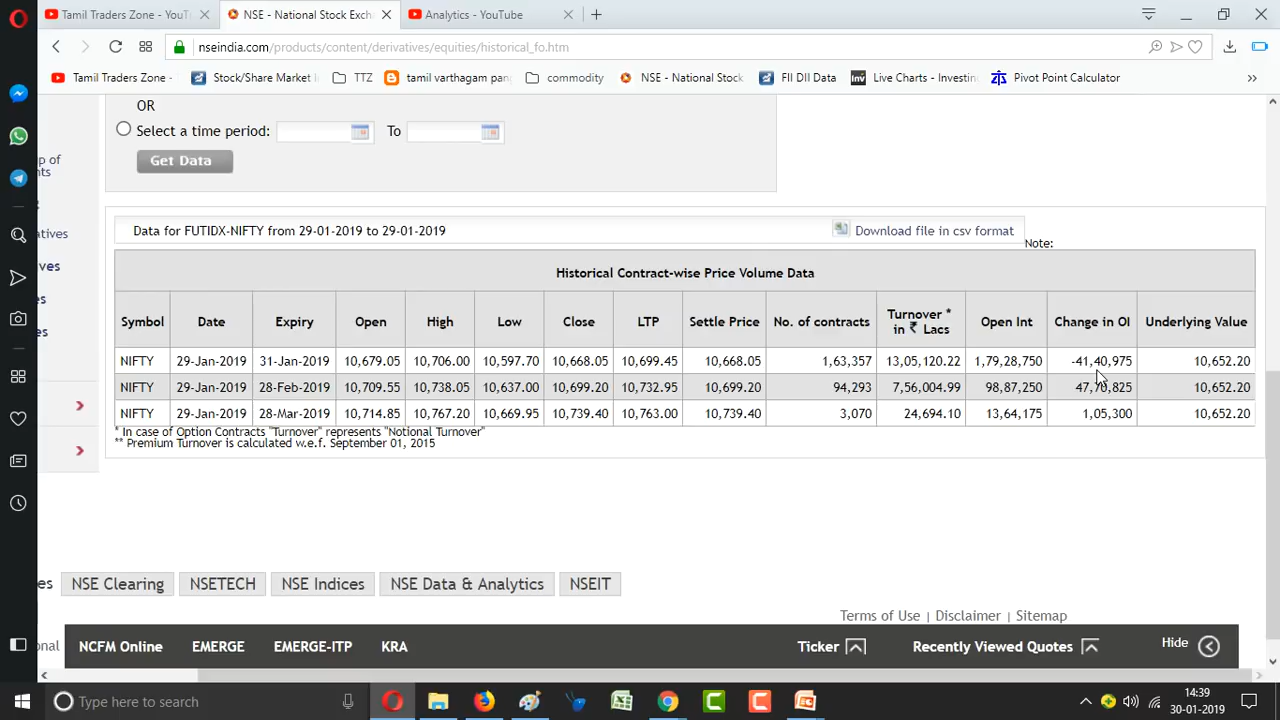 Tamil Traders Zone - YouT
NSE - National Stock Exch
Analytics - YouTube
nseindia.com/products/content/derivatives/equities/historical_fo.htm
Tamil Traders Zone -
Stock/Share Market
TTZ
tamil varthagam pan
commodity
NSE - National Stock
FII DII Data
Live Charts - Investin
Pivot Point Calculator
OR
Select a time period: To
Get Data
p of
nts
atives
ves
es
es
Data for FUTIDX-NIFTY from 29-01-2019 to 29-01-2019
Download file in csv format
Note:
Historical Contract-wise Price Volume Data
Symbol Date Expiry Open High Low Close LTP Settle Price No. of contracts Turnover * in ₹ Lacs Open Int Change in OI Underlying Value
NIFTY 29-Jan-2019 31-Jan-2019 10,679.05 10,706.00 10,597.70 10,668.05 10,699.45 10,668.05 1,63,357 13,05,120.22 1,79,28,750 -41,40,975 10,652.20
NIFTY 29-Jan-2019 28-Feb-2019 10,709.55 10,738.05 10,637.00 10,699.20 10,732.95 10,699.20 94,293 7,56,004.99 98,87,250 10,652.20
NIFTY 29-Jan-2019 28-Mar-2019 10,714.85 10,767.20 10,669.95 10,739.40 10,763.00 10,739.40 3,070 24,694.10 13,64,175 1,05,300 10,652.20
* In case of Option Contracts "Turnover" represents "Notional Turnover"
** Premium Turnover is calculated w.e.f. September 01, 2015
es NSE Clearing NSETECH NSE Indices NSE Data & Analytics NSEIT
Terms of Use | Disclaimer | Sitemap
onal NCFM Online EMERGE EMERGE-ITP KRA Ticker Recently Viewed Quotes Hide
Type here to search
14:39
30-01-2019